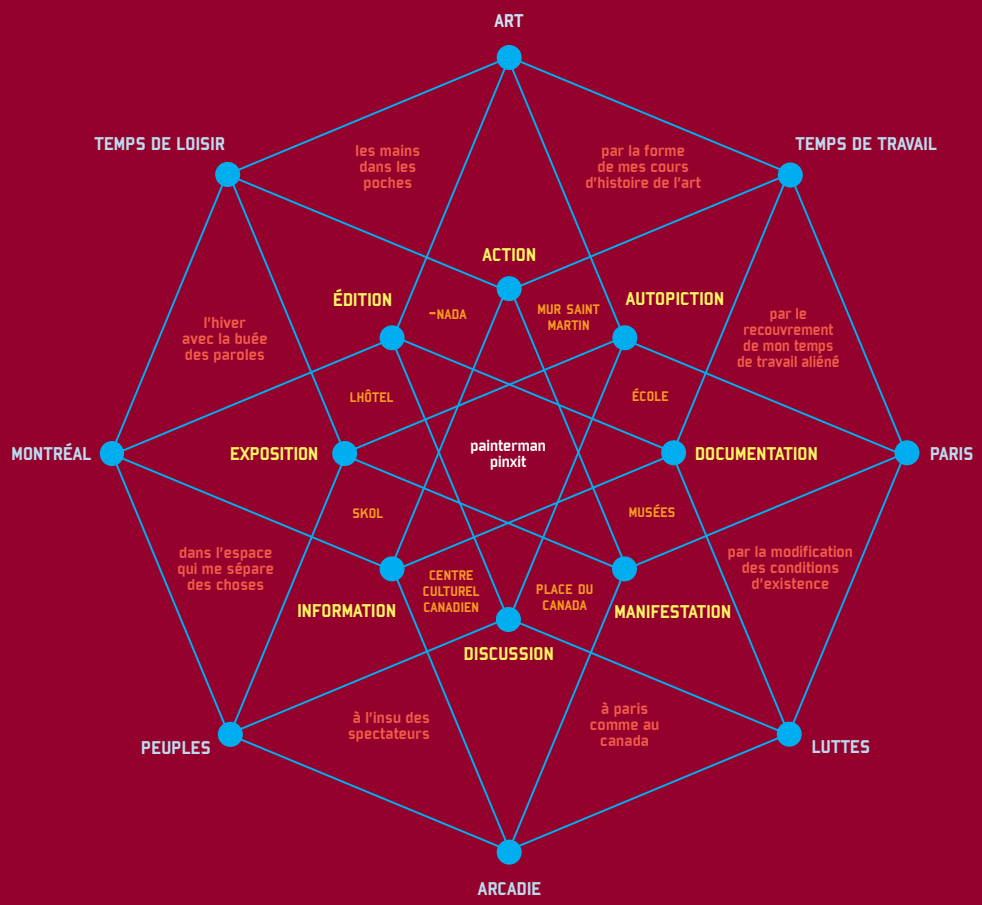 ART
TEMPS DE LOISIR
TEMPS DE TRAVAIL
les mains
dans les
poches
par la forme
de mes cours
d'histoire de l'art
ACTION
ÉDITION
AUTOPICTION
-NADA
MUR SAINT
MARTIN
l'hiver
avec la buée
des paroles
par le
recouvrement
de mon temps
de travail aliéné
LHÔTEL
ÉCOLE
MONTRÉAL
EXPOSITION
painterman
pinxit
DOCUMENTATION
PARIS
SKOL
MUSÉES
dans l'espace
qui me sépare
des choses
par la modification
des conditions
d'existence
CENTRE
CULTUREL
CANADIEN
PLACE DU
CANADA
INFORMATION
MANIFESTATION
DISCUSSION
à l'insu des
spectateurs
à paris
comme au
canada
PEUPLES
LUTTES
ARCADIE